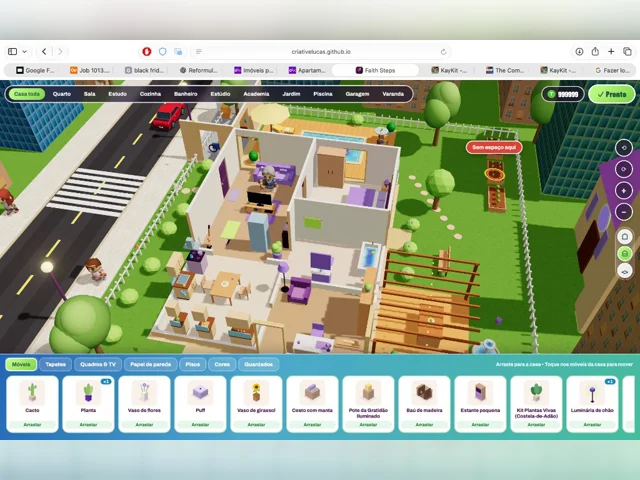 criativelucas.github.io
Google F...
Job 1013...
black frid...
Reformul...
Imóveis p...
Apartam...
Faith Steps
KayKit -...
The Com...
KayKit -...
Fazer lo...
Casa toda
Quarto
Sala
Estudo
Cozinha
Banheiro
Estúdio
Academia
Jardim
Piscina
Garagem
Varanda
999999
✓ Pronto
Sem espaço aqui
Móveis
Tapetes
Quadros & TV
Papel de parede
Pisos
Cores
Guardados
Arraste para a casa • Toque nos móveis da casa para mover
Cacto
Arrastar
×1
Planta
Arrastar
Vaso de flores
Arrastar
Puff
Arrastar
Vaso de girassol
Arrastar
Cesto com manta
Arrastar
Pote da Gratidão
Iluminado
Arrastar
Baú de madeira
Arrastar
Estante pequena
Arrastar
Kit Plantas Vivas
(Costela-de-Adão)
Arrastar
×1
Luminária de chão
Arrastar